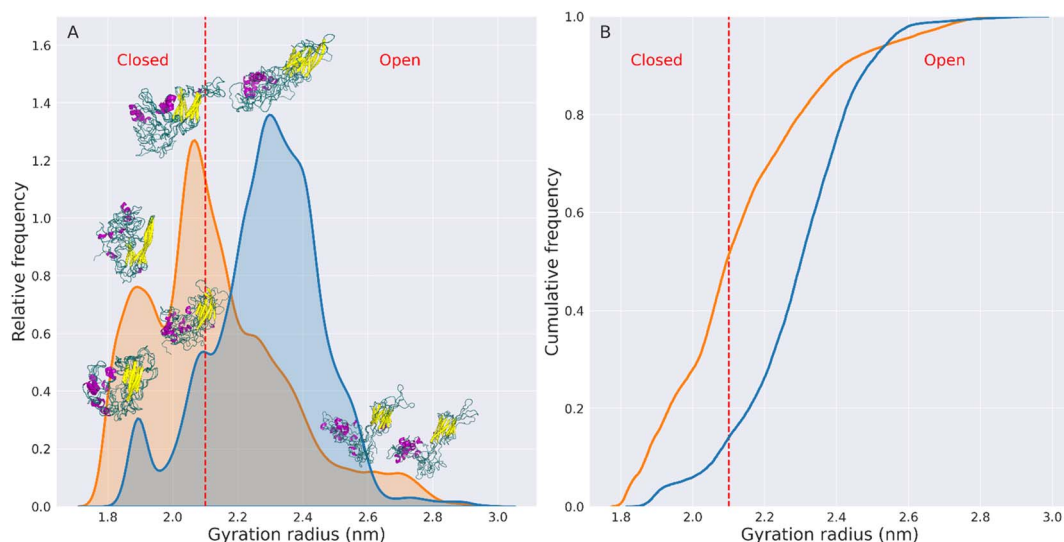 A
Closed
Open
Relative frequency
1.6
1.4
1.2
1.0
0.8
0.6
0.4
0.2
0.0
1.8
2.0
2.2
2.4
2.6
2.8
3.0
Gyration radius (nm)
B
Closed
Open
Cumulative frequency
1.0
0.8
0.6
0.4
0.2
0.0
1.8
2.0
2.2
2.4
2.6
2.8
3.0
Gyration radius (nm)